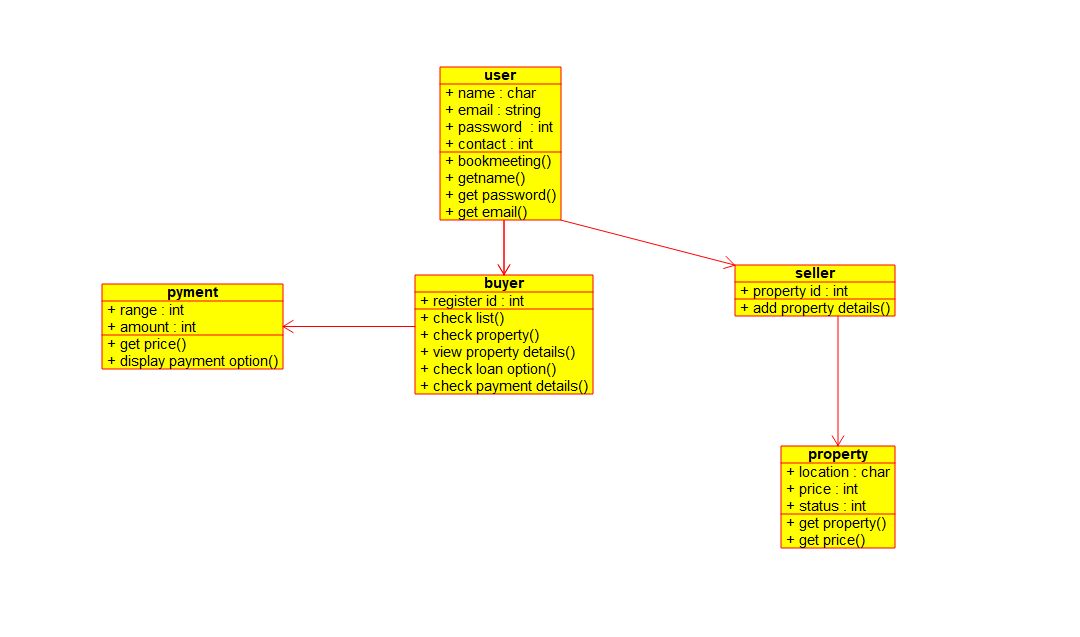 user
+ name : char
+ email : string
+ password  : int
+ contact : int
+ bookmeeting()
+ getname()
+ get password()
+ get email()
seller
+ property id : int
+ add property details()
buyer
+ register id : int
+ check list()
+ check property()
+ view property details()
+ check loan option()
+ check payment details()
pyment
+ range : int
+ amount : int
+ get price()
+ display payment option()
property
+ location : char
+ price : int
+ status : int
+ get property()
+ get price()